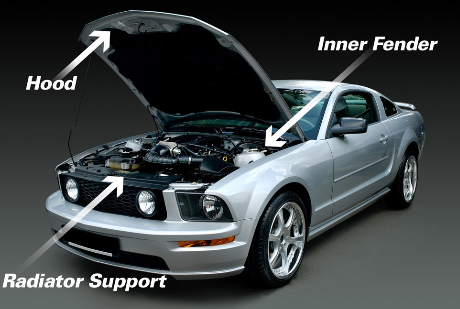 Inner Fender
Hood
Radiator Support